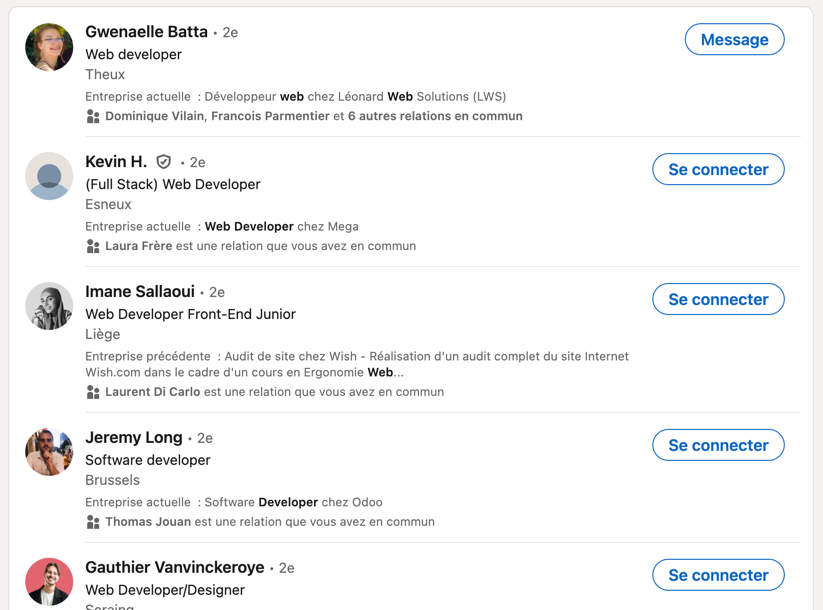 Gwenaelle Batta • 2e
Message
Web developer
Theux
Entreprise actuelle : Développeur web chez Léonard Web Solutions (LWS)
Dominique Vilain, Francois Parmentier et 6 autres relations en commun
Kevin H. • 2e
Se connecter
(Full Stack) Web Developer
Esneux
Entreprise actuelle : Web Developer chez Mega
Laura Frère est une relation que vous avez en commun
Imane Sallaoui • 2e
Se connecter
Web Developer Front-End Junior
Liège
Entreprise précédente : Audit de site chez Wish - Réalisation d'un audit complet du site Internet
Wish.com dans le cadre d'un cours en Ergonomie Web...
Laurent Di Carlo est une relation que vous avez en commun
Jeremy Long • 2e
Se connecter
Software developer
Brussels
Entreprise actuelle : Software Developer chez Odoo
Thomas Jouan est une relation que vous avez en commun
Gauthier Vanvinckeroye • 2e
Se connecter
Web Developer/Designer
Seraing